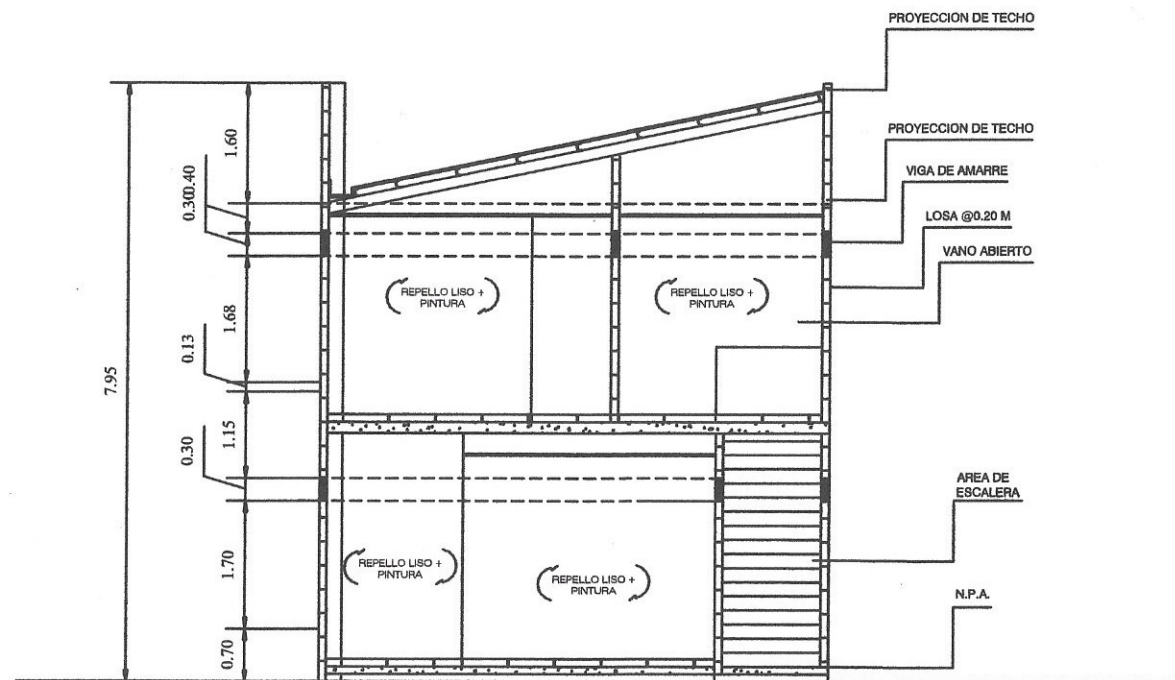 PROYECCION DE TECHO
PROYECCION DE TECHO
VIGA DE AMARRE
LOSA @0.20 M
VANO ABIERTO
AREA DE
ESCALERA
N.P.A.
REPELLO LISO +
PINTURA
REPELLO LISO +
PINTURA
REPELLO LISO +
PINTURA
REPELLO LISO +
PINTURA
7.95
1.60
0.40
0.30
1.68
0.13
1.15
0.30
1.70
0.70